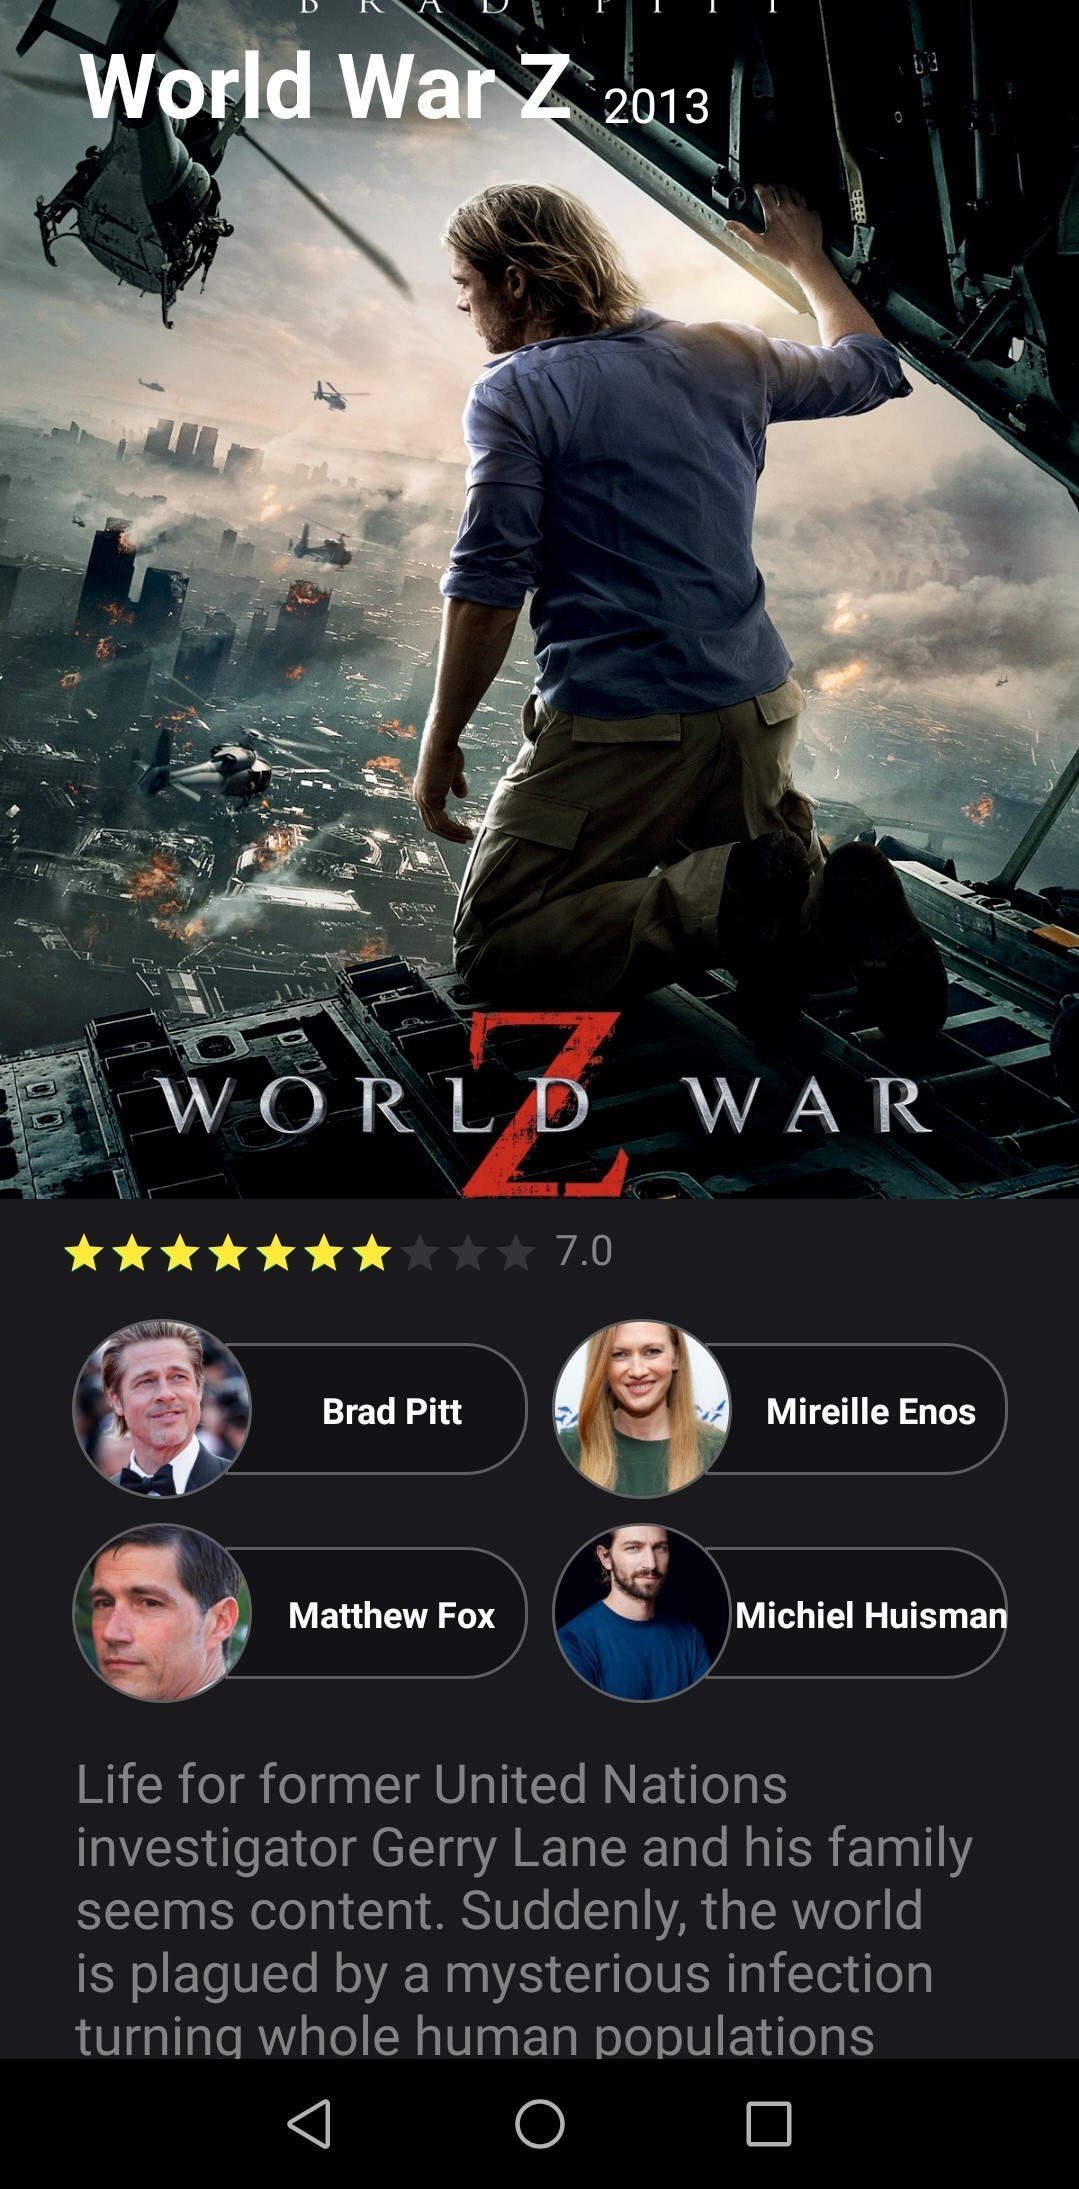 BRAD PITT
World War Z 2013
WORLD WAR
Z
7.0
Brad Pitt
Mireille Enos
Matthew Fox
Michiel Huisman
Life for former United Nations
investigator Gerry Lane and his family
seems content. Suddenly, the world
is plagued by a mysterious infection
turning whole human populations